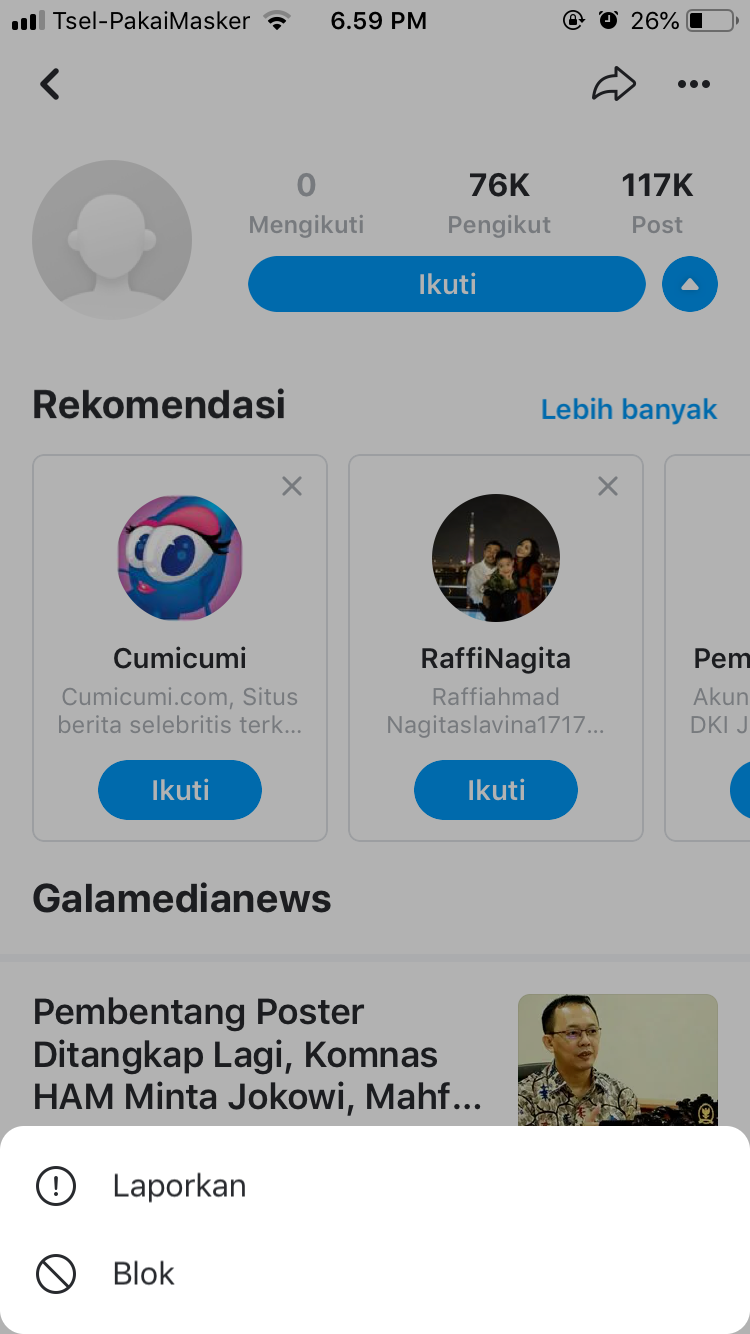 Tsel-PakaiMasker 6.59 PM 26%
0 76K 117K
Mengikuti Pengikut Post
Ikuti
Rekomendasi Lebih banyak
Cumicumi
Cumicumi.com, Situs
berita selebritis terk...
Ikuti
RaffiNagita
Raffiahmad
Nagitaslavina1717...
Ikuti
Pem
Akun
DKI J
Galamedianews
Pembentang Poster
Ditangkap Lagi, Komnas
HAM Minta Jokowi, Mahf...
Laporkan
Blok